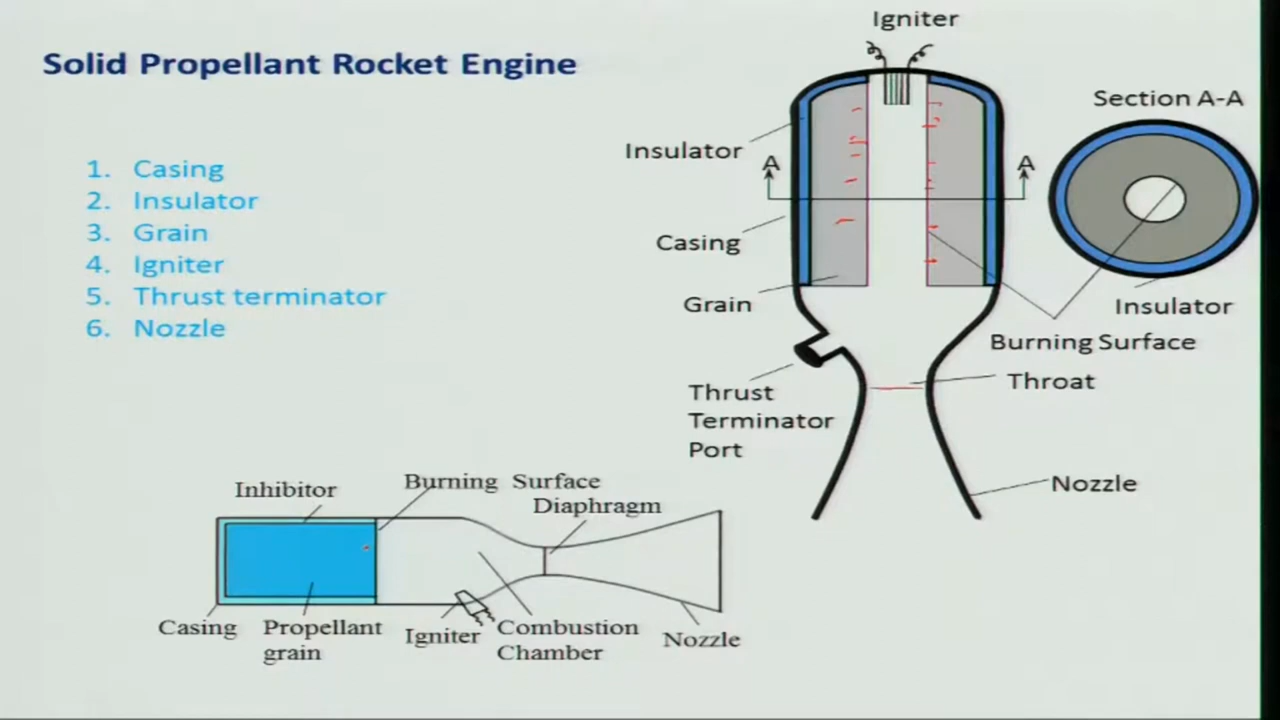 Solid Propellant Rocket Engine
1. Casing
2. Insulator
3. Grain
4. Igniter
5. Thrust terminator
6. Nozzle
Igniter
Section A-A
Insulator
A
A
Casing
Grain
Insulator
Burning Surface
Throat
Thrust
Terminator
Port
Nozzle
Inhibitor
Burning Surface
Diaphragm
Casing
Propellant
grain
Igniter
Combustion
Chamber
Nozzle